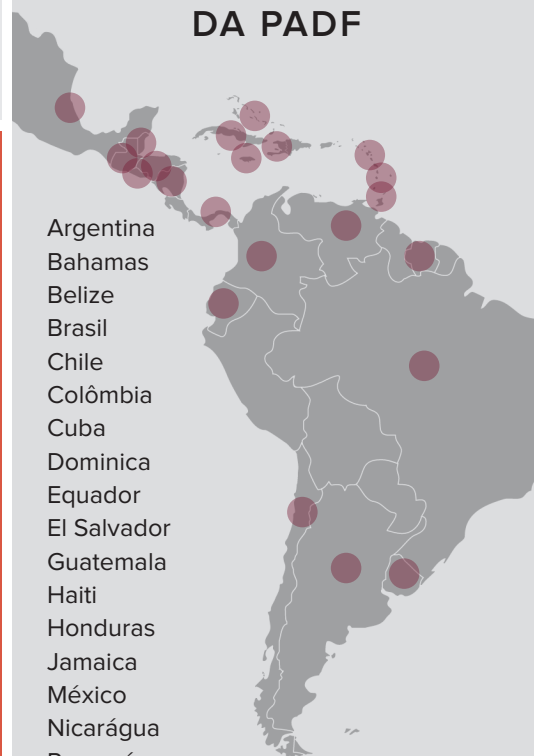 DA PADF
Argentina
Bahamas
Belize
Brasil
Chile
Colômbia
Cuba
Dominica
Equador
El Salvador
Guatemala
Haiti
Honduras
Jamaica
México
Nicarágua